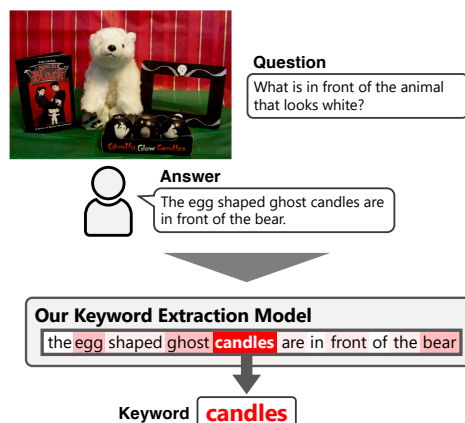 Black
Ghostly Glow Candles
Question
What is in front of the animal
that looks white?
Answer
The egg shaped ghost candles are
in front of the bear.
Our Keyword Extraction Model
the egg shaped ghost candles are in front of the bear
Keyword candles